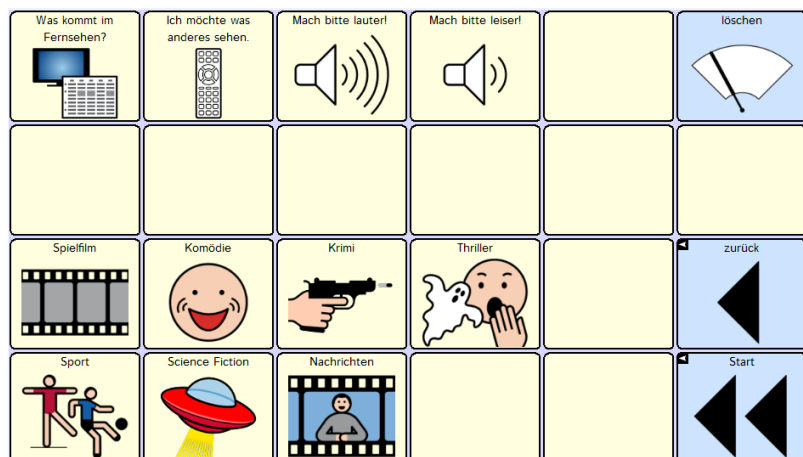 Was kommt im
Fernsehen?
Ich möchte was
anderes sehen.
Mach bitte lauter!
Mach bitte leiser!
löschen
Spielfilm
Komödie
Krimi
Thriller
zurück
Sport
Science Fiction
Nachrichten
Start